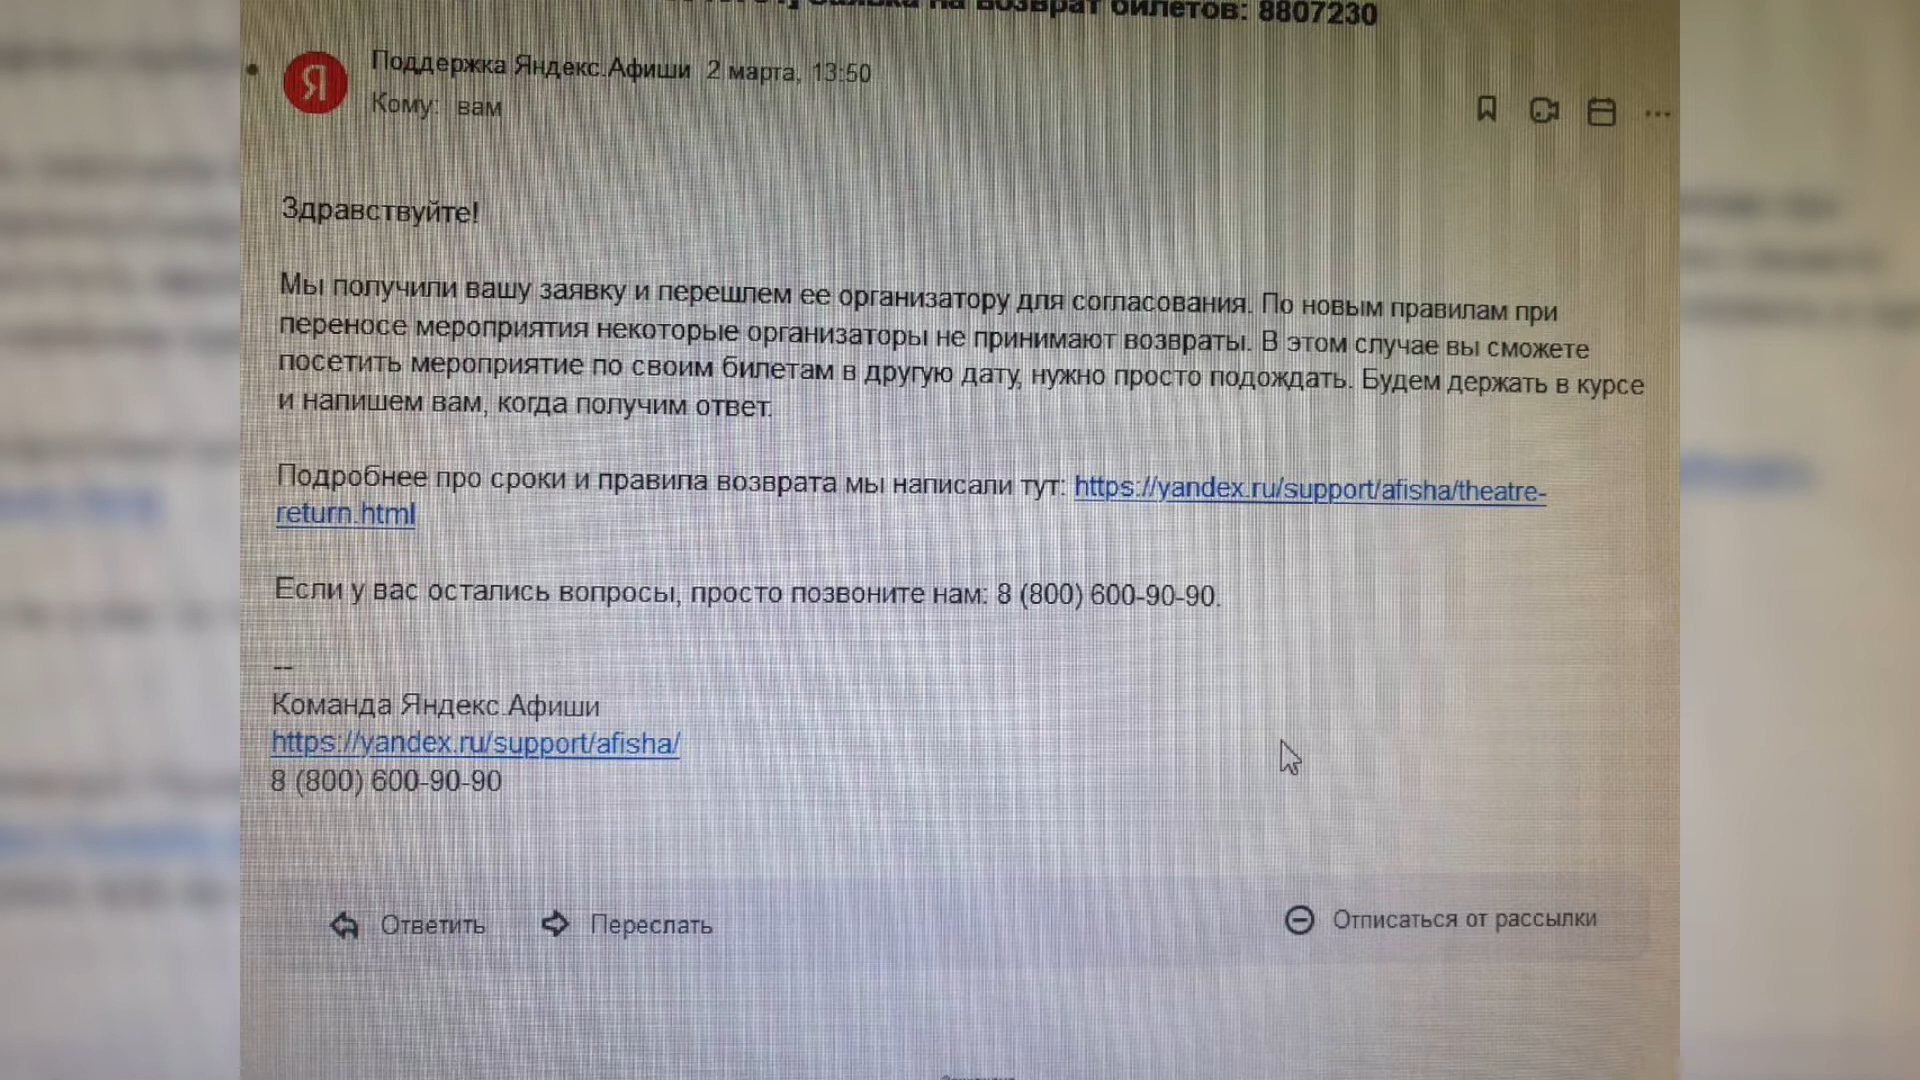 на возврат билетов: 8807230
Я
Поддержка Яндекс.Афиши 2 марта, 13:50
Кому: вам
Здравствуйте!
Мы получили вашу заявку и перешлем ее организатору для согласования. По новым правилам при
переносе мероприятия некоторые организаторы не принимают возвраты. В этом случае вы сможете
посетить мероприятие по своим билетам в другую дату, нужно просто подождать. Будем держать в курсе
и напишем вам, когда получим ответ.
Подробнее про сроки и правила возврата мы написали тут: https://yandex.ru/support/afisha/theatre-
return.html
Если у вас остались вопросы, просто позвоните нам: 8 (800) 600-90-90.
--
Команда Яндекс.Афиши
https://yandex.ru/support/afisha/
8 (800) 600-90-90
Ответить Переслать Отписаться от рассылки